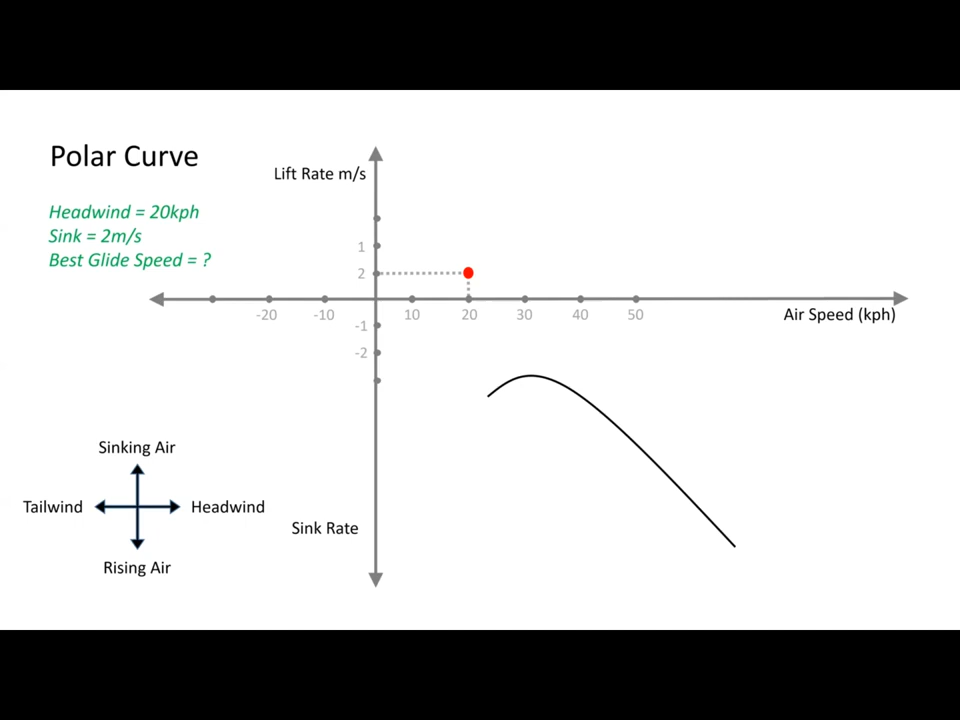 Polar Curve
Lift Rate m/s
Headwind = 20kph
Sink = 2m/s
Best Glide Speed = ?
1
2
-20 -10 10 20 30 40 50
Air Speed (kph)
-1
-2
Sinking Air
Tailwind
Headwind
Sink Rate
Rising Air